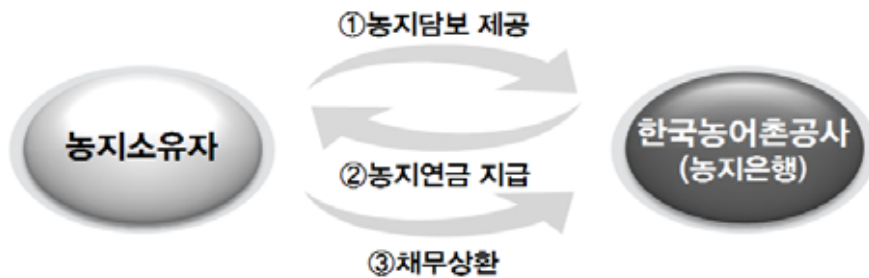 ①농지담보 제공
농지소유자
한국농어촌공사
(농지은행)
②농지연금 지급
③채무상환